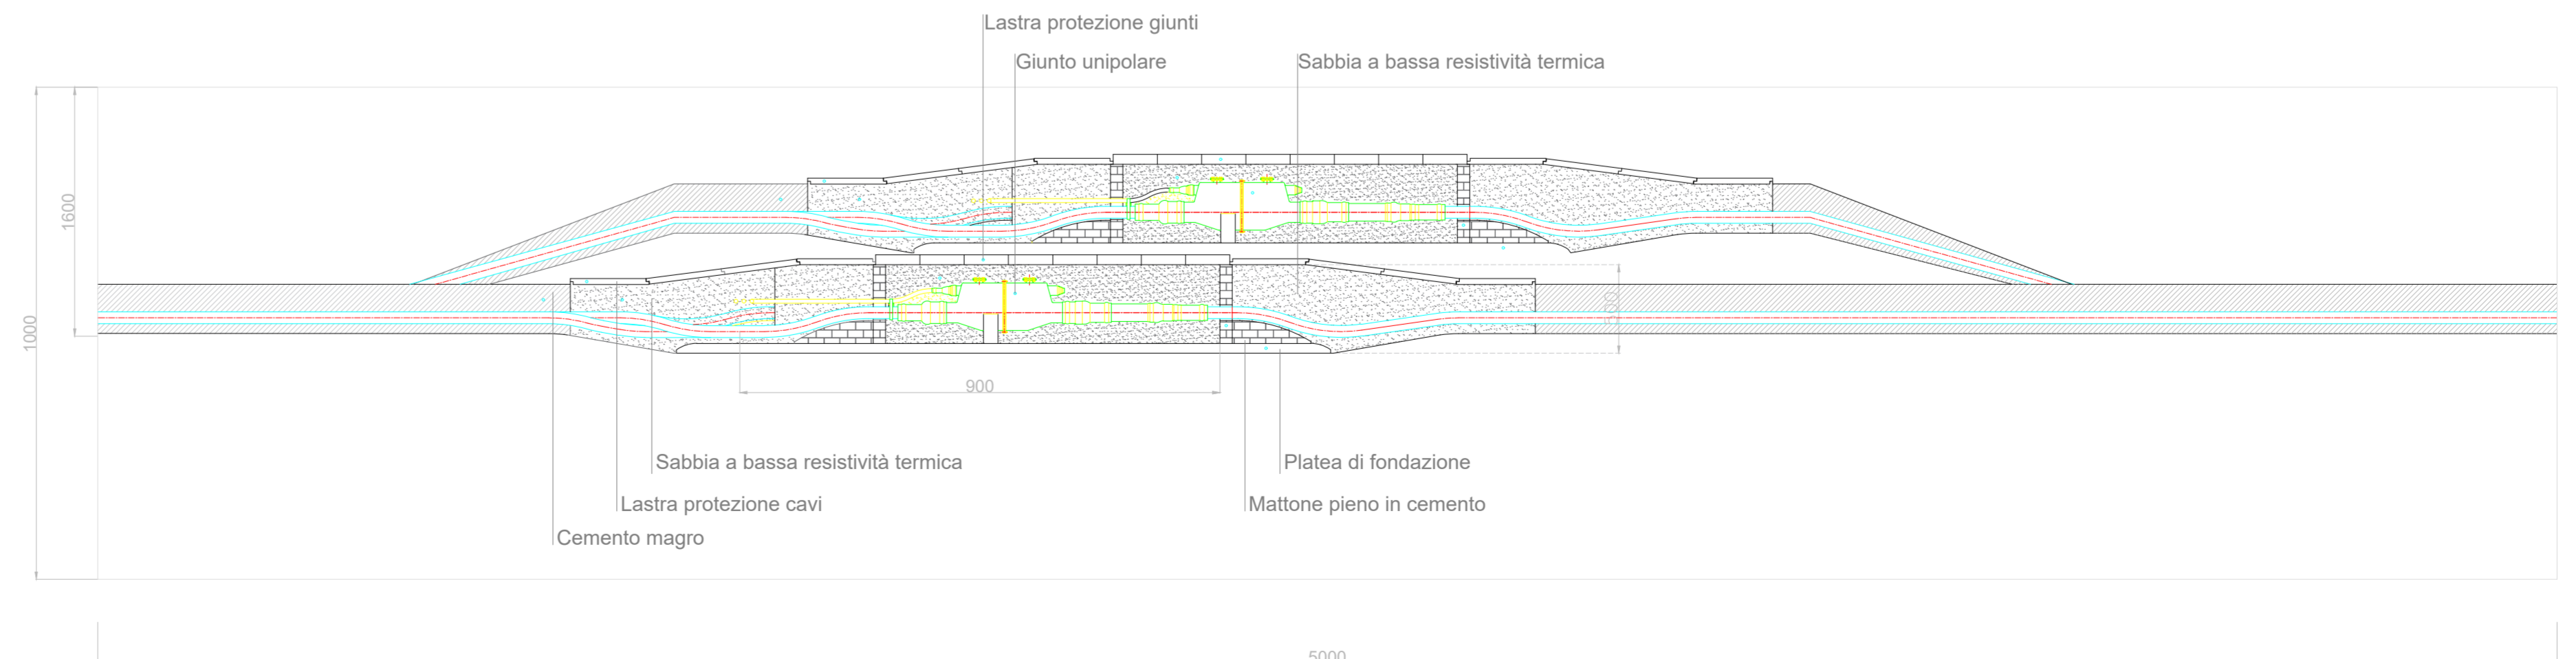 Lastra protezione giunti
Giunto unipolare
Sabbia a bassa resistività termica
1600
1000
500
900
Sabbia a bassa resistività termica
Platea di fondazione
Lastra protezione cavi
Mattone pieno in cemento
Cemento magro
5000